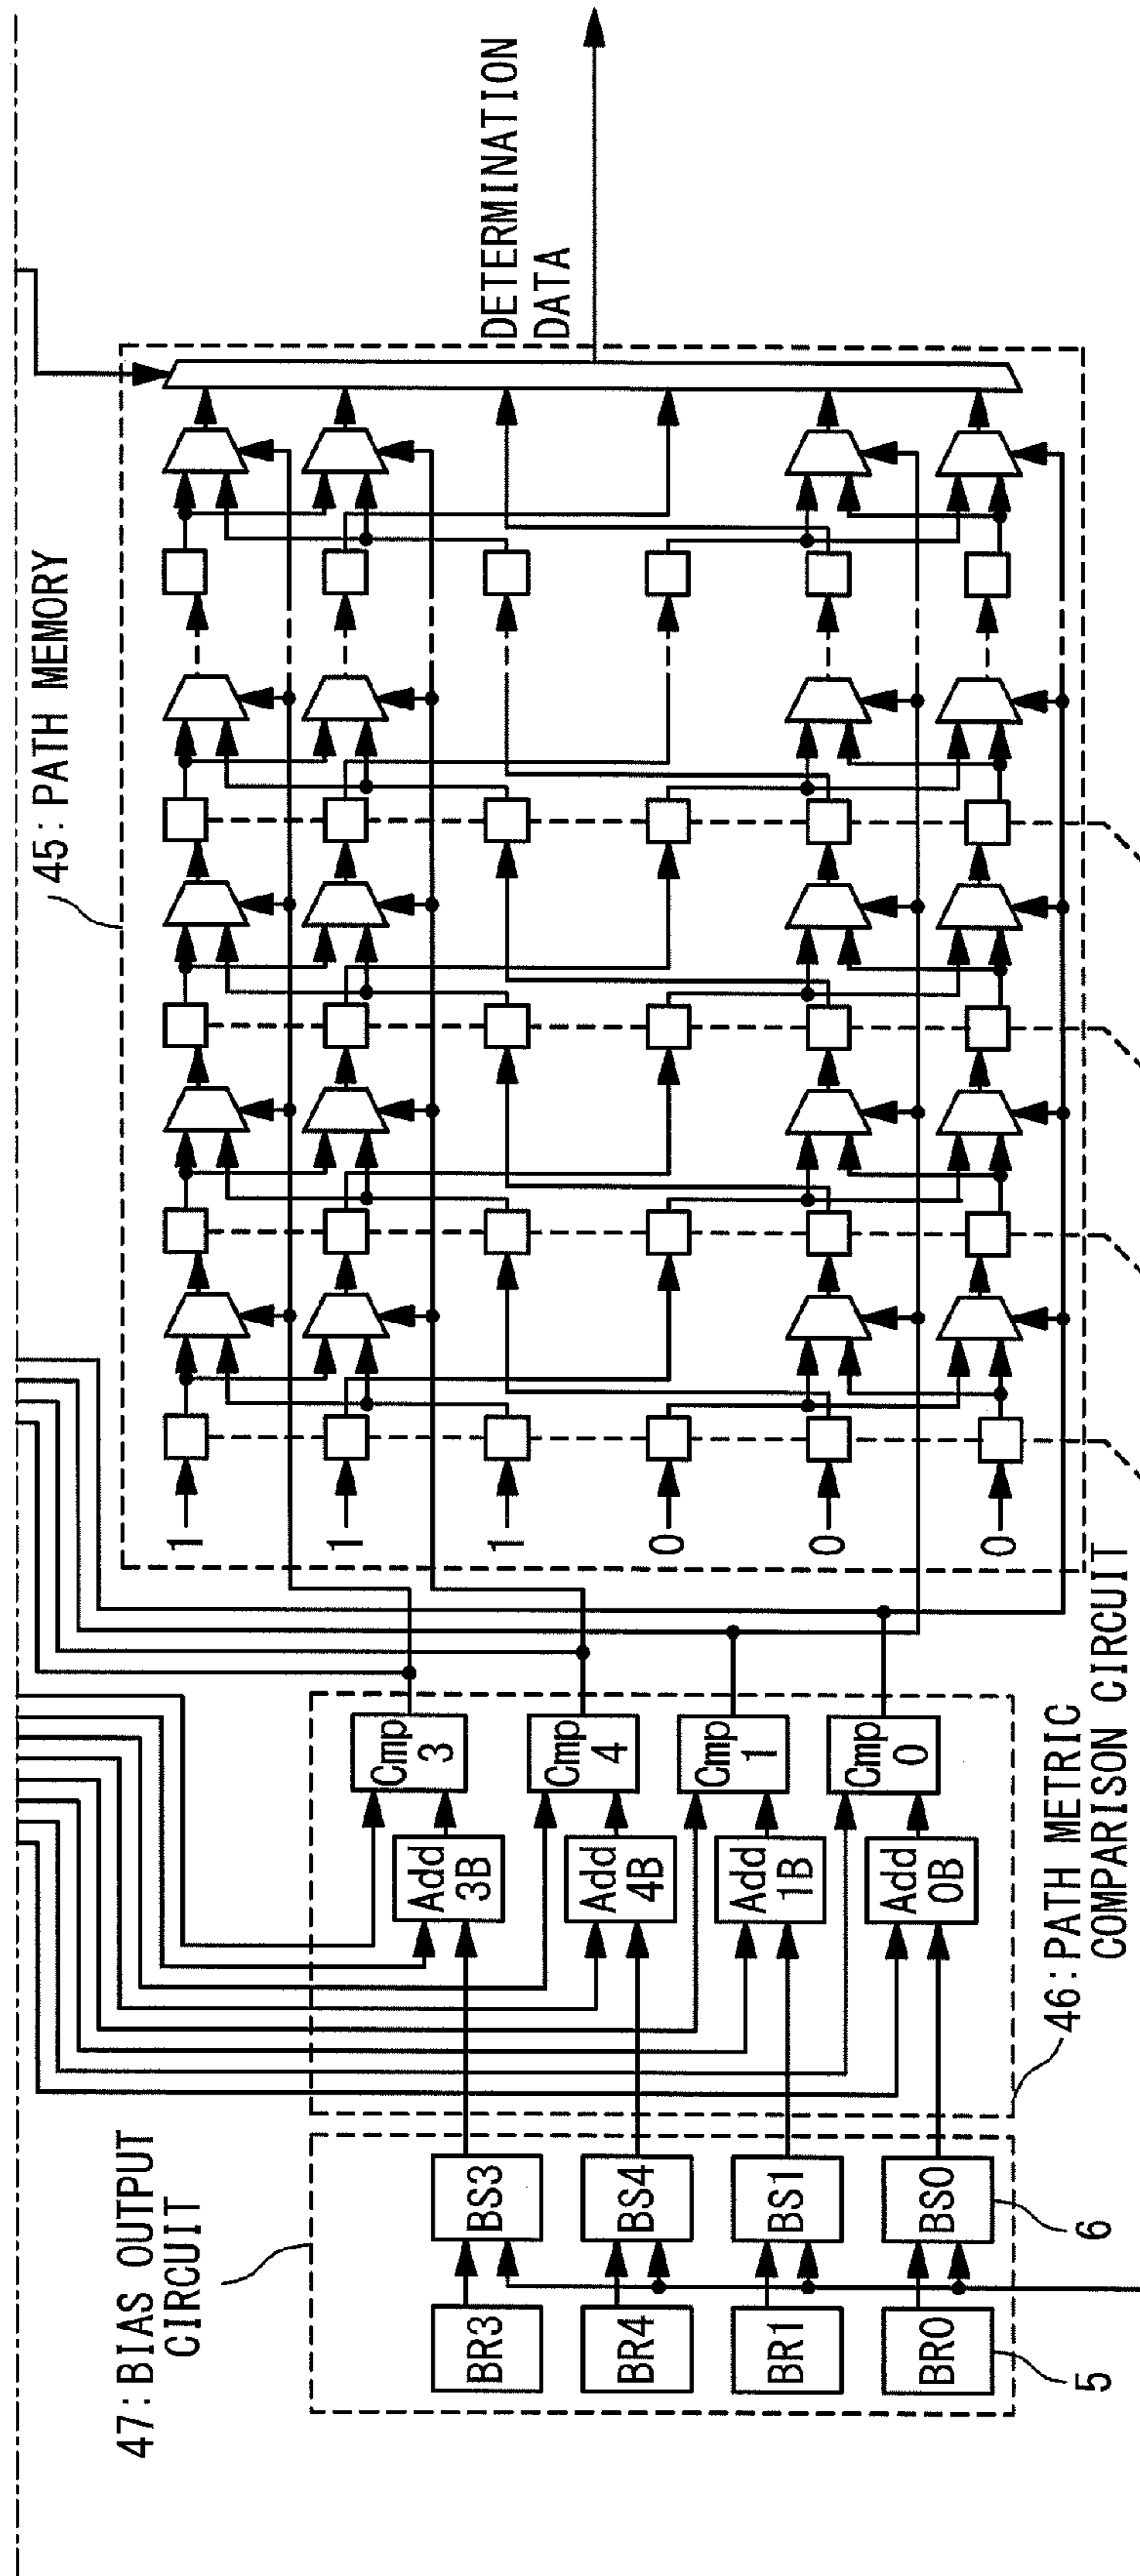 47:BIAS OUTPUT
CIRCUIT
BR3
BR4
BR1
BR0
5
BS3
BS4
BS1
BS0
6
46:PATH METRIC
COMPARISON CIRCUIT
Add
3B
Add
4B
Add
1B
Add
0B
Cmp
3
Cmp
4
Cmp
1
Cmp
0
45:PATH MEMORY
1
1
1
0
0
0
DETERMINATION
DATA